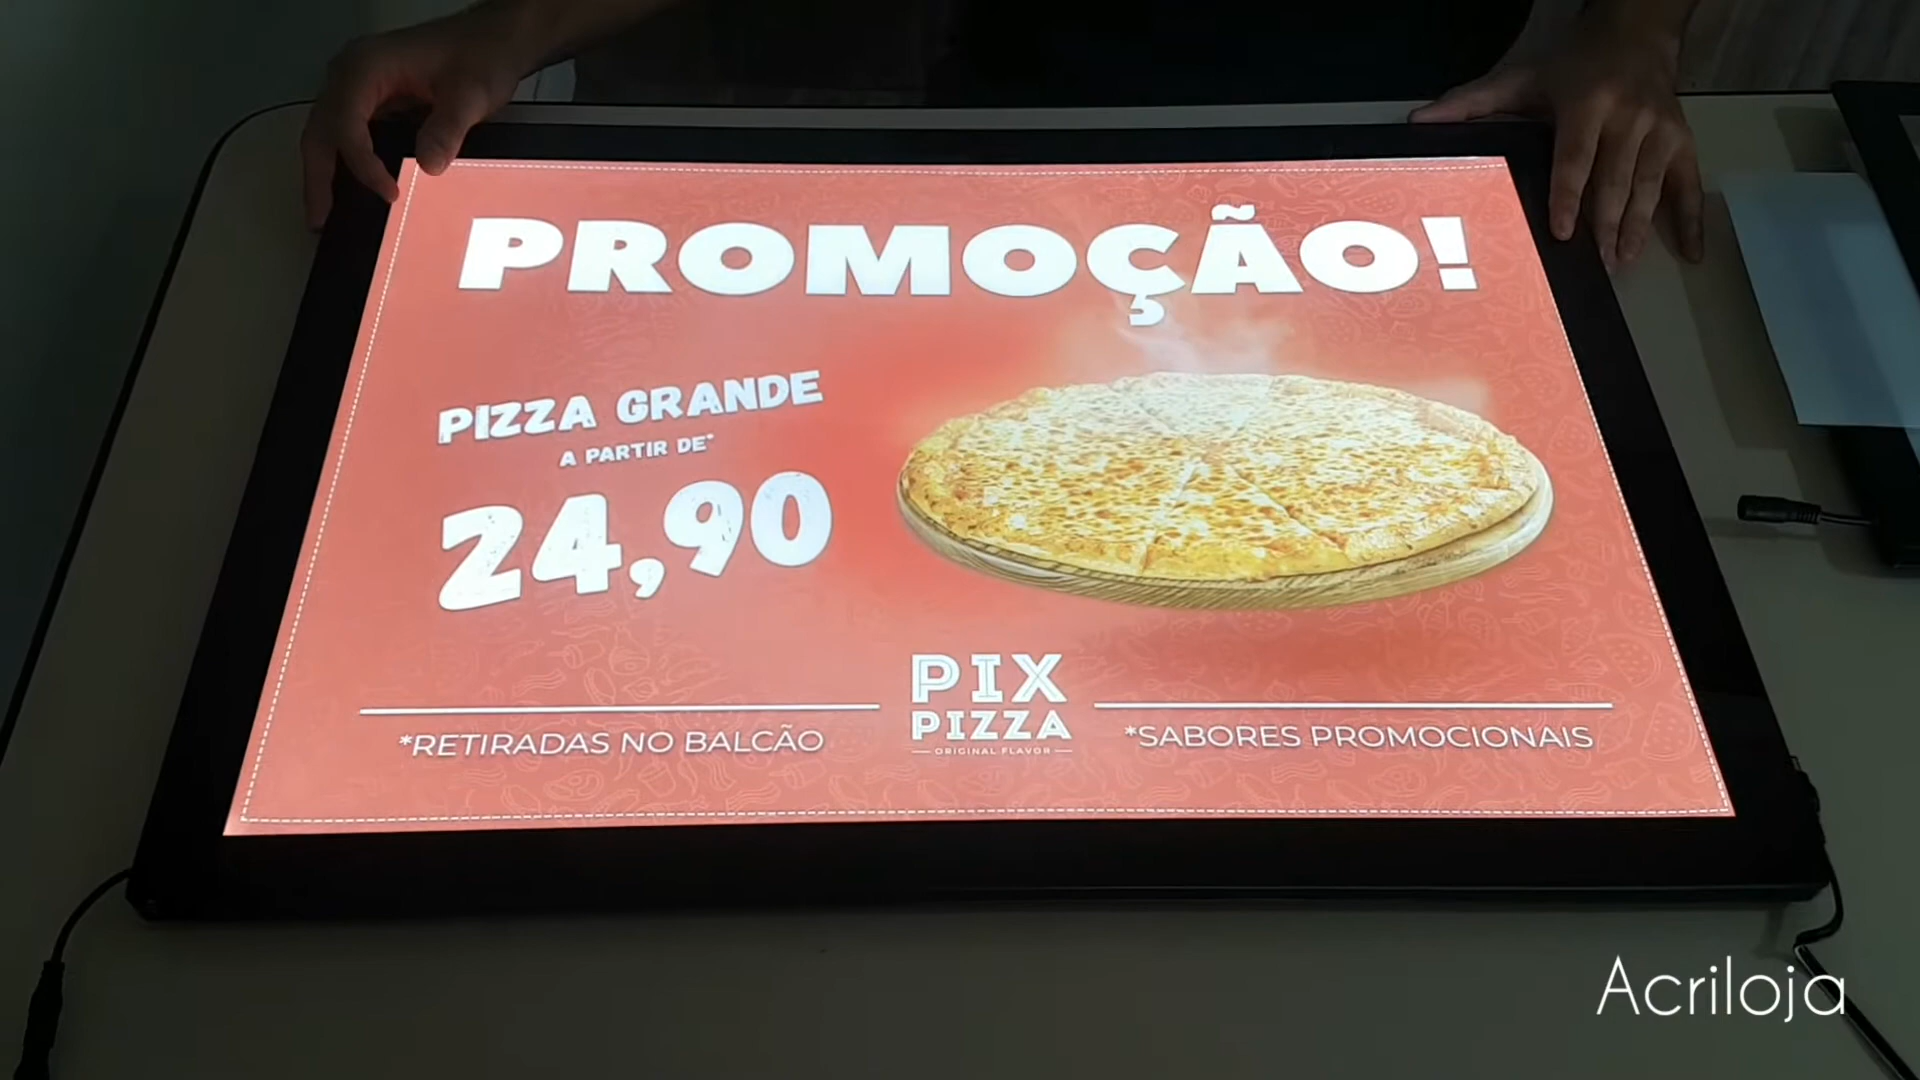 PROMOÇÃO!
PIZZA GRANDE
A PARTIR DE*
24,90
PIX
PIZZA
ORIGINAL FLAVOR
*RETIRADAS NO BALCÃO
*SABORES PROMOCIONAIS
Acriloja